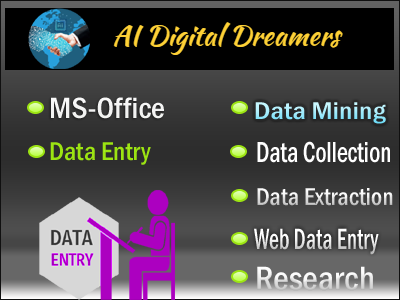 AI Digital Dreamers
MS-Office
Data Entry
Data Mining
Data Collection
Data Extraction
Web Data Entry
Research
DATA
ENTRY